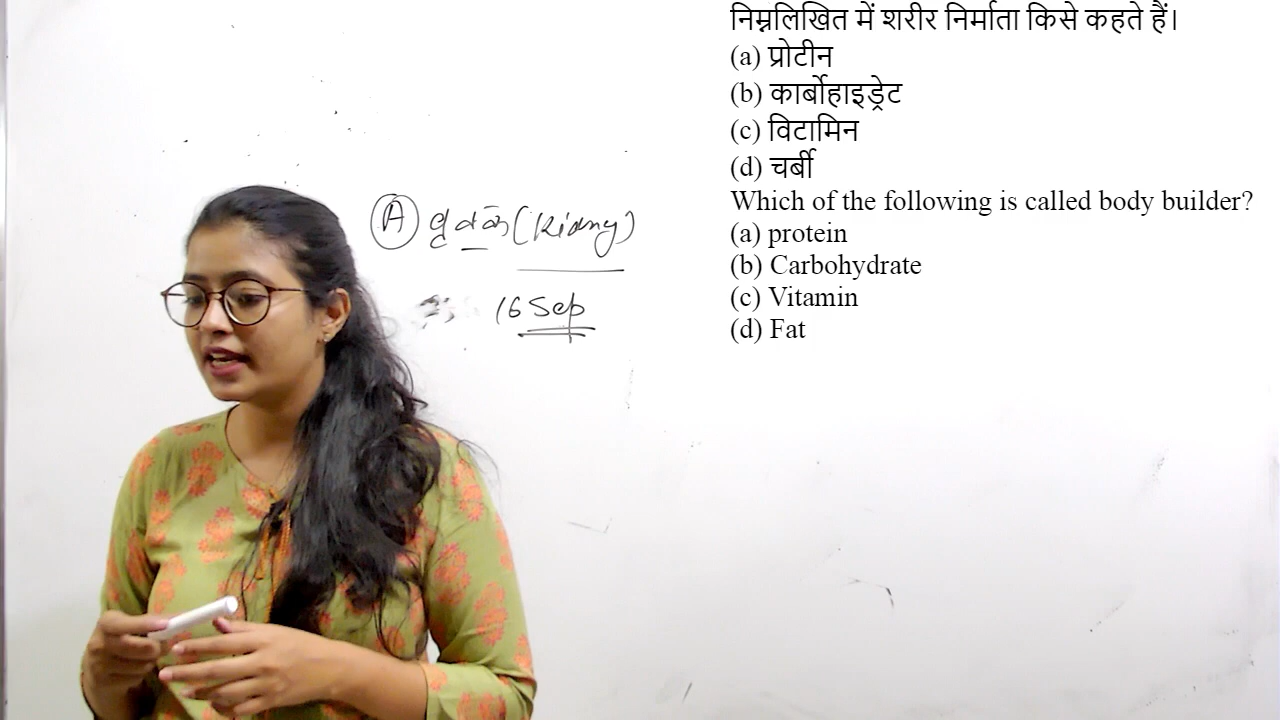 Ⓐ वृक्क (Kidney)
16 Sep
निम्नलिखित में शरीर निर्माता किसे कहते हैं।
(a) प्रोटीन
(b) कार्बोहाइड्रेट
(c) विटामिन
(d) चर्बी
Which of the following is called body builder?
(a) protein
(b) Carbohydrate
(c) Vitamin
(d) Fat